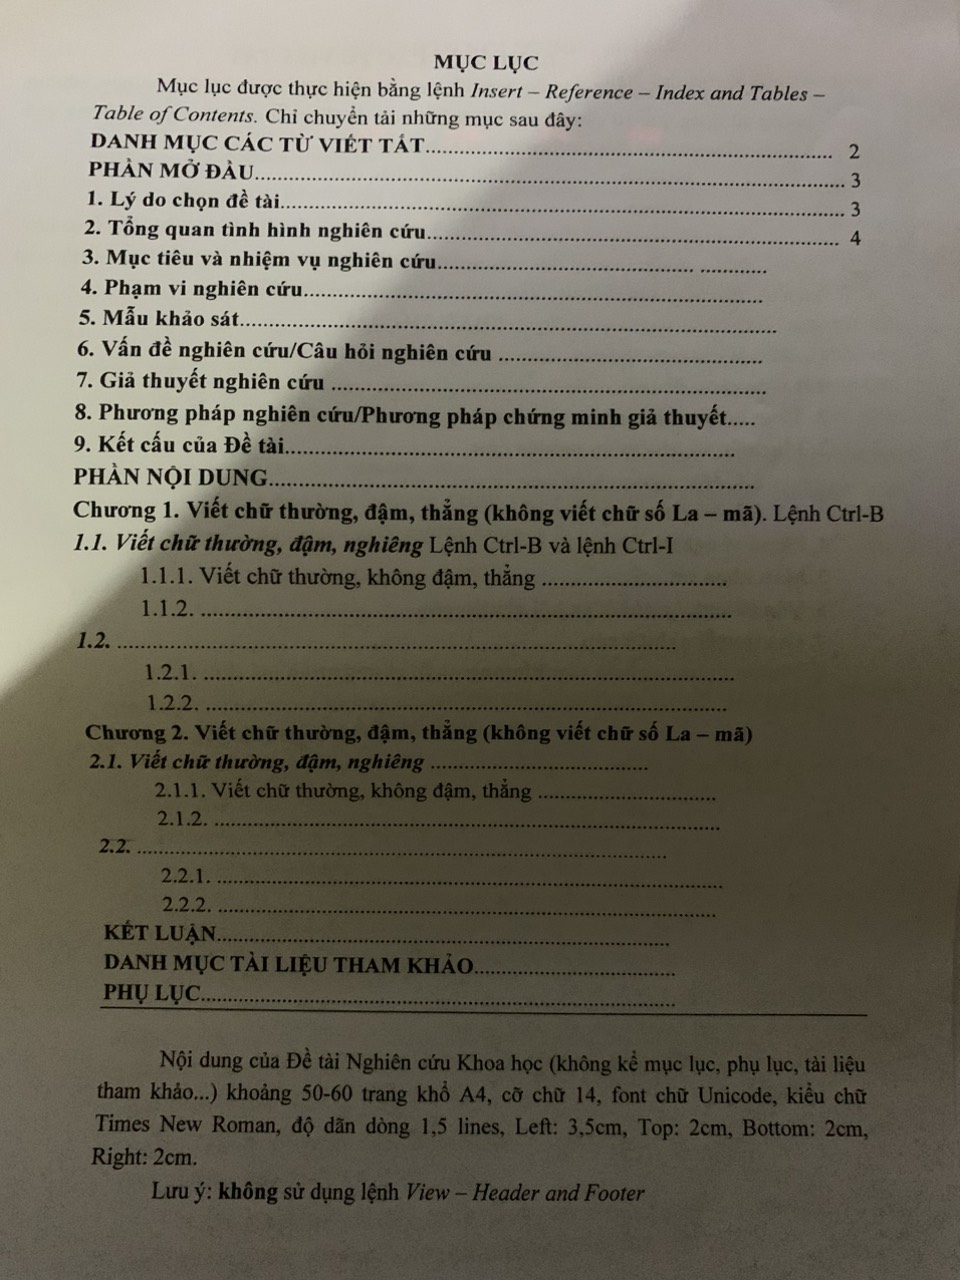 MỤC LỤC
Mục lục được thực hiện bằng lệnh Insert – Reference – Index and Tables –
Table of Contents. Chỉ chuyển tải những mục sau đây:
DANH MỤC CÁC TỪ VIẾT TẮT.......................................................... 2
PHẦN MỞ ĐẦU.......................................................... 3
1. Lý do chọn đề tài.......................................................... 3
2. Tổng quan tình hình nghiên cứu.......................................................... 4
3. Mục tiêu và nhiệm vụ nghiên cứu.......................................... ...........
4. Phạm vi nghiên cứu..........................................................
5. Mẫu khảo sát..........................................................
6. Vấn đề nghiên cứu/Câu hỏi nghiên cứu ............................................
7. Giả thuyết nghiên cứu ..........................................................
8. Phương pháp nghiên cứu/Phương pháp chứng minh giả thuyết.....
9. Kết cấu của Đề tài..........................................................
PHẦN NỘI DUNG..........................................................
Chương 1. Viết chữ thường, đậm, thẳng (không viết chữ số La – mã). Lệnh Ctrl-B
1.1. Viết chữ thường, đậm, nghiêng Lệnh Ctrl-B và lệnh Ctrl-I
1.1.1. Viết chữ thường, không đậm, thẳng ...............................
1.1.2. ..........................................................
1.2. ..........................................................
1.2.1. ..........................................................
1.2.2. ..........................................................
Chương 2. Viết chữ thường, đậm, thẳng (không viết chữ số La – mã)
2.1. Viết chữ thường, đậm, nghiêng ....................................
2.1.1. Viết chữ thường, không đậm, thẳng ...............................
2.1.2. ..........................................................
2.2. ..........................................................
2.2.1. ..........................................................
2.2.2. ..........................................................
KẾT LUẬN..........................................................
DANH MỤC TÀI LIỆU THAM KHẢO..................................
PHỤ LỤC..........................................................
Nội dung của Đề tài Nghiên cứu Khoa học (không kể mục lục, phụ lục, tài liệu
tham khảo...) khoảng 50-60 trang khổ A4, cỡ chữ 14, font chữ Unicode, kiểu chữ
Times New Roman, độ dãn dòng 1,5 lines, Left: 3,5cm, Top: 2cm, Bottom: 2cm,
Right: 2cm.
Lưu ý: không sử dụng lệnh View – Header and Footer